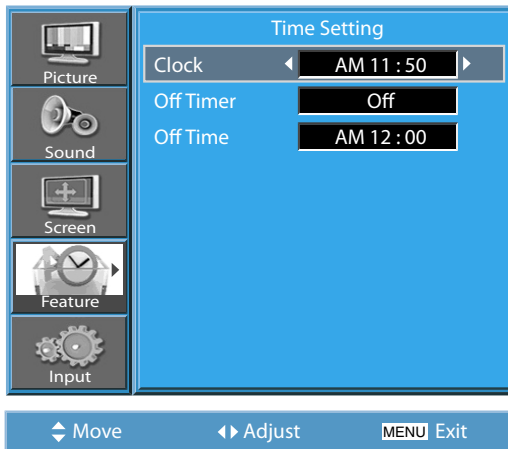 Picture
Sound
Screen
Feature
Input
Time Setting
Clock AM 11 : 50
Off Timer Off
Off Time AM 12 : 00
Move Adjust MENU Exit